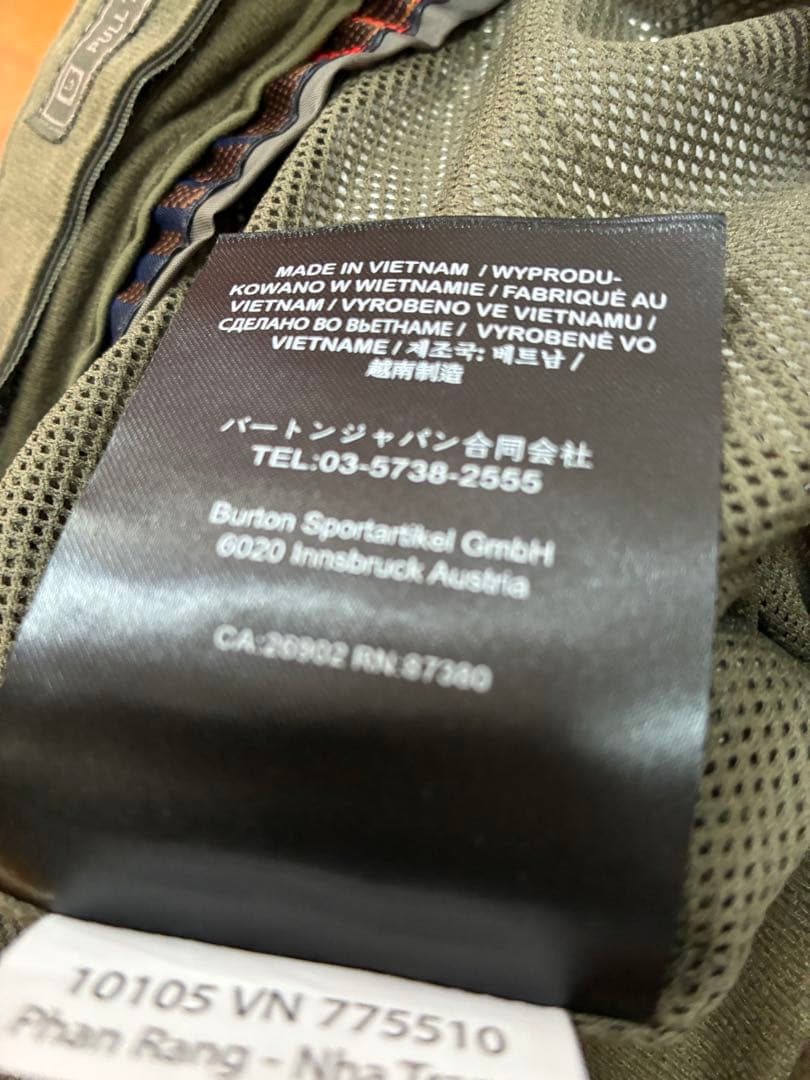 PULL
MADE IN VIETNAM / WYPRODU-
KOWANO W WIETNAMIE / FABRIQUÉ AU
VIETNAM / VYROBENO VE VIETNAMU /
СДЕЛАНО ВО ВЬЕТНАМЕ / VYROBENÉ VO
VIETNAME / 제조국: 베트남 /
越南制造
バートンジャパン合同会社
TEL:03-5738-2555
Burton Sportartikel GmbH
6020 Innsbruck Austria
CA:26902 RN:87380
10105 VN 775510
Phan Rang - Nha